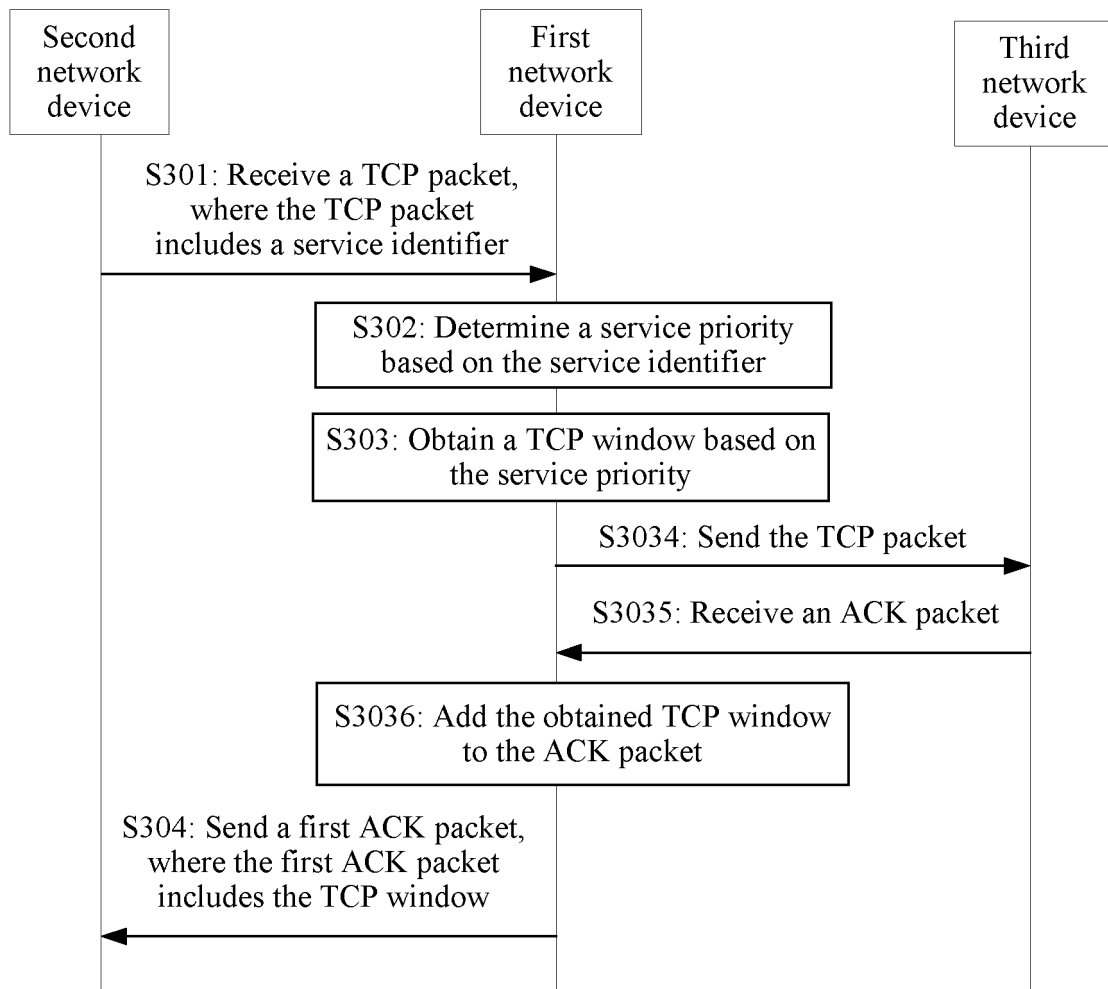 Second
network
device
First
network
device
Third
network
device
S301: Receive a TCP packet,
where the TCP packet
includes a service identifier
S302: Determine a service priority
based on the service identifier
S303: Obtain a TCP window based on
the service priority
S3034: Send the TCP packet
S3035: Receive an ACK packet
S3036: Add the obtained TCP window
to the ACK packet
S304: Send a first ACK packet,
where the first ACK packet
includes the TCP window